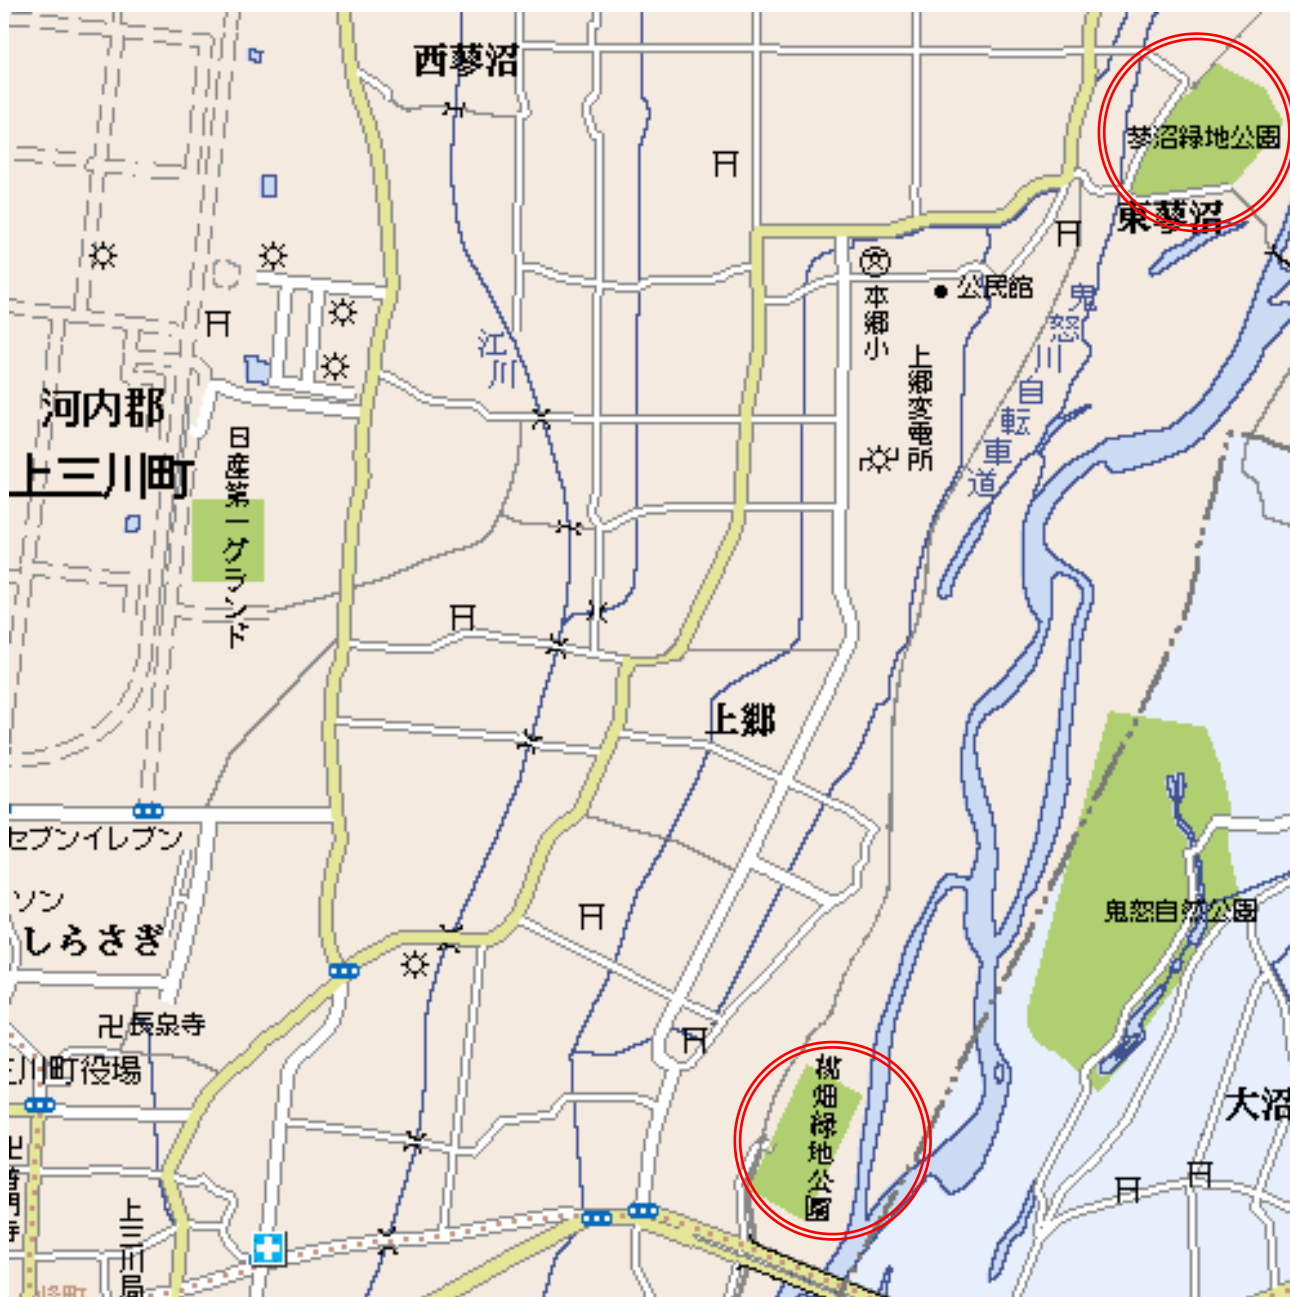 西蓼沼
蓼沼緑地公園
東蓼沼
公民館
本郷小
江川
鬼怒川自転車道
上郷変電所
河内郡
上三川町
日産第一グランド
上郷
セブンイレブン
ソン
しらさぎ
鬼怒自然公園
長泉寺
川町役場
桃畑緑地公園
大沼
普門寺
上三川局